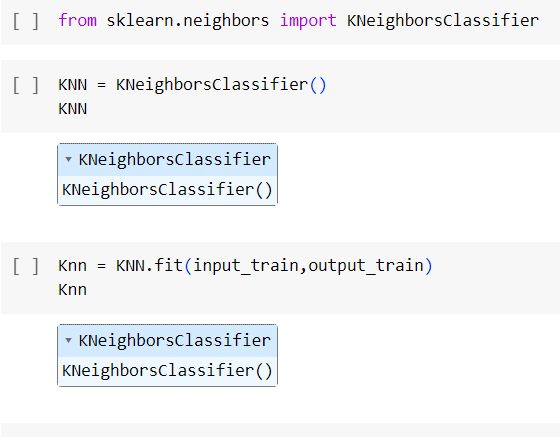 [ ] from sklearn.neighbors import KNeighborsClassifier
[ ] KNN = KNeighborsClassifier()
KNN
▾ KNeighborsClassifier
KNeighborsClassifier()
[ ] Knn = KNN.fit(input_train,output_train)
Knn
▾ KNeighborsClassifier
KNeighborsClassifier()